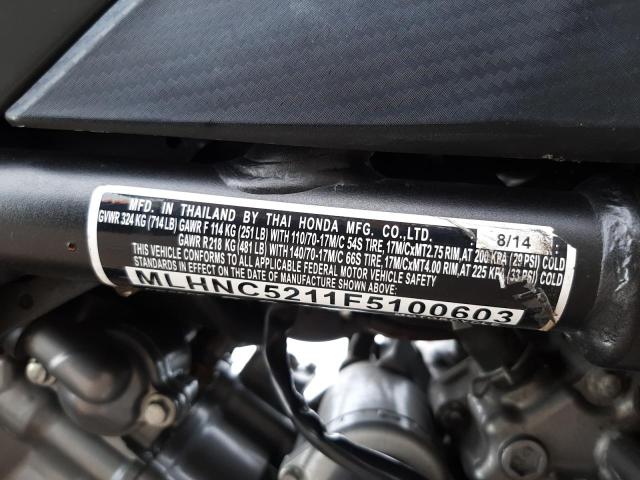 MFD. IN THAILAND BY THAI HONDA MFG. CO.,LTD. 8/14
GVWR 324 KG (714 LB) GAWR F 114 KG (251 LB) WITH 110/70-17M/C 54S TIRE, 17M/CxMT2.75 RIM, AT 200 KPA (29 PSI) COLD
GAWR R218 KG (481 LB) WITH 140/70-17M/C 66S TIRE, 17M/CxMT4.00 RIM, AT 225 KPA (33 PSI) COLD
THIS VEHICLE CONFORMS TO ALL APPLICABLE FEDERAL MOTOR VEHICLE SAFETY
STANDARDS IN EFFECT ON THE DATE OF MANUFACTURE SHOWN ABOVE:
MLHNC5211F5100603